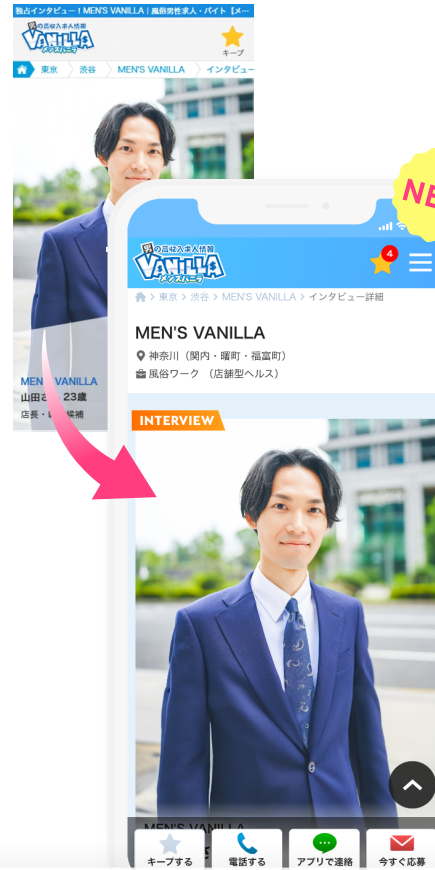 独占インタビュー！MEN'S VANILLA｜風俗男性求人・バイト【メ…
男の高収入求人情報
VANILLA
メンズバニラ
キープ
東京 渋谷 MEN'S VANILLA インタビュー
MEN'S VANILLA
山田さん 23歳
店長・ 候補
NE
4
男の高収入求人情報
VANILLA
メンズバニラ
東京 > 渋谷 > MEN'S VANILLA > インタビュー詳細
MEN'S VANILLA
神奈川（関内・曙町・福富町）
風俗ワーク （店舗型ヘルス）
INTERVIEW
MEN'S VANILLA
キープする
電話する
アプリで連絡
今すぐ応募